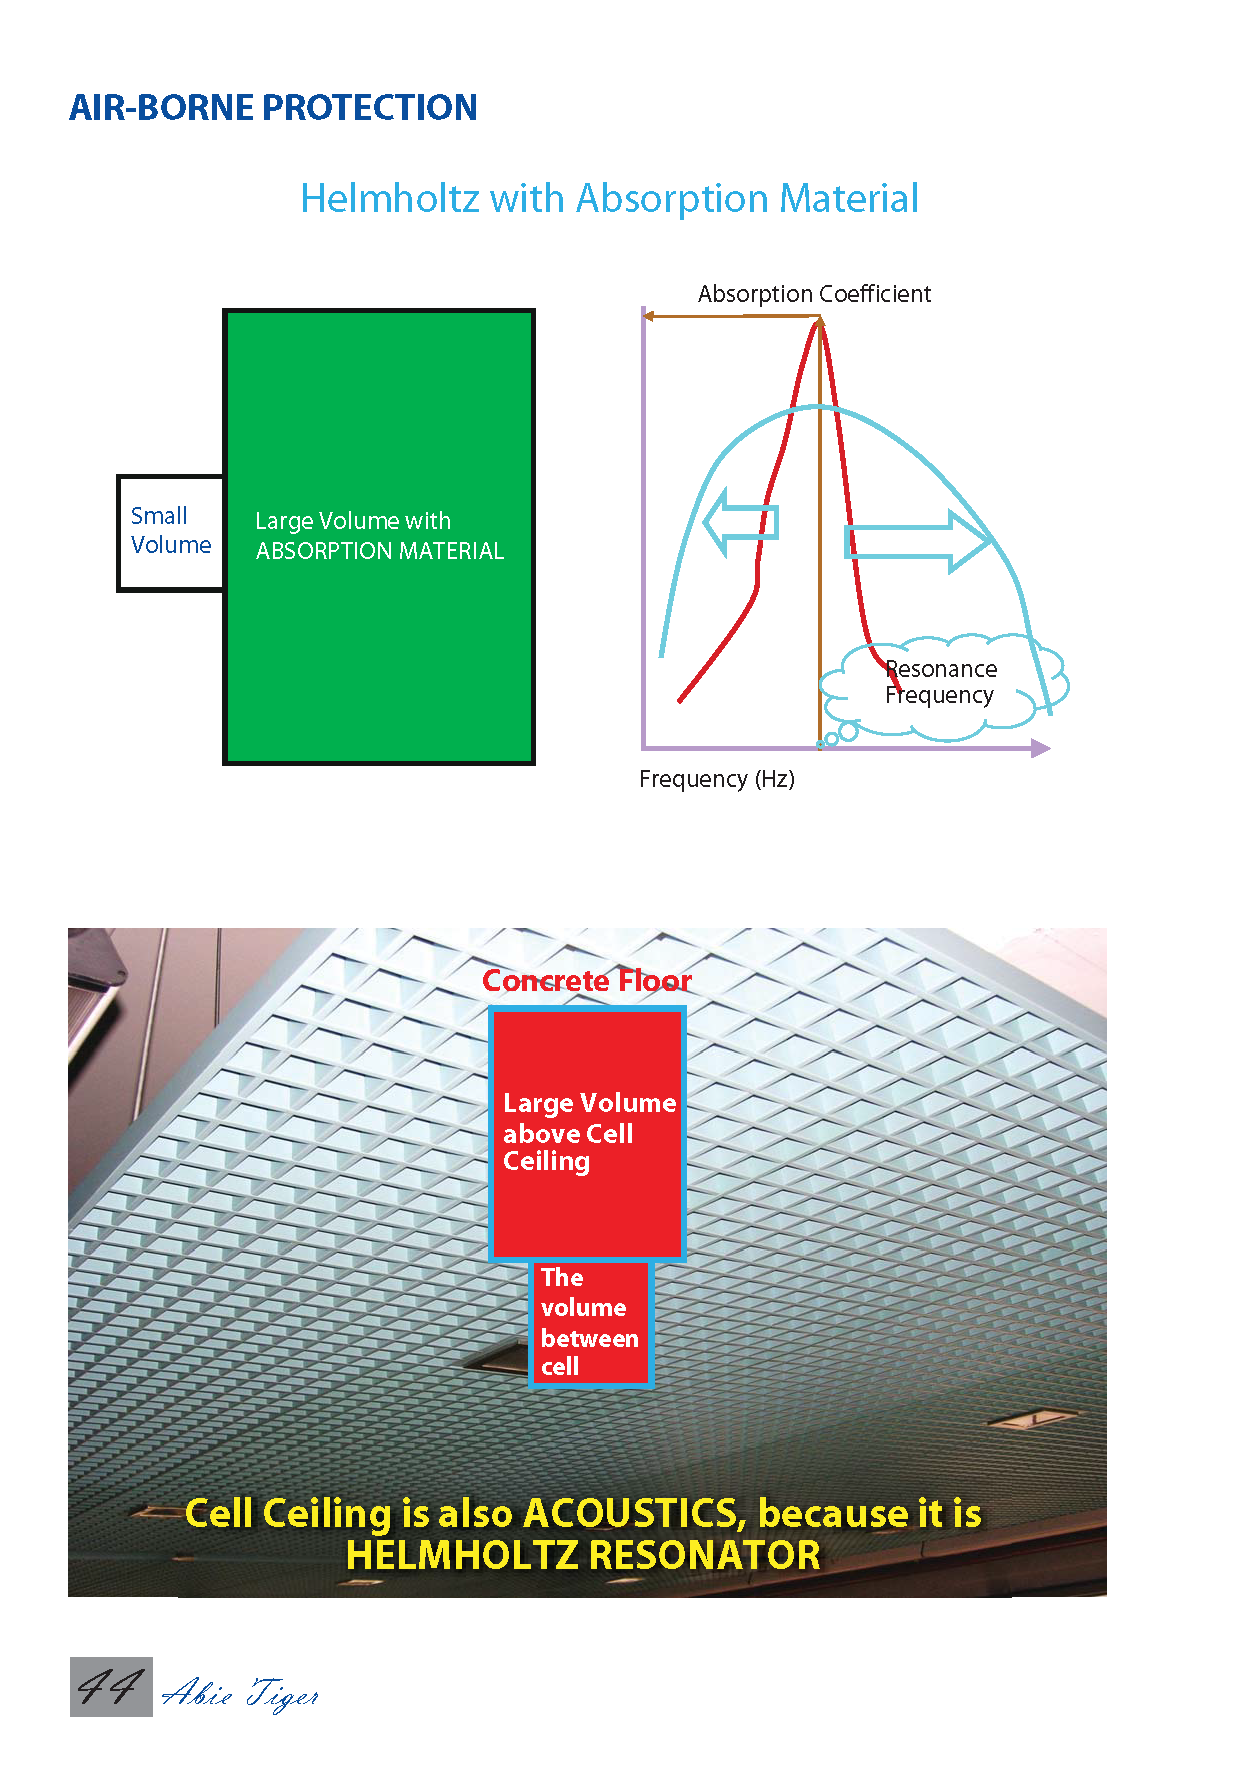 AIR-BORNE PROTECTION
Helmholtz with Absorption Material
Absorption Coefficient
Small
Volume
Large Volume with
ABSORPTION MATERIAL
Resonance
Frequency
Frequency (Hz)
Concrete Floor
Large Volume
above Cell
Ceiling
The
volume
between
cell
Cell Ceiling is also ACOUSTICS, because it is
HELMHOLTZ RESONATOR
44 Abie Tiger